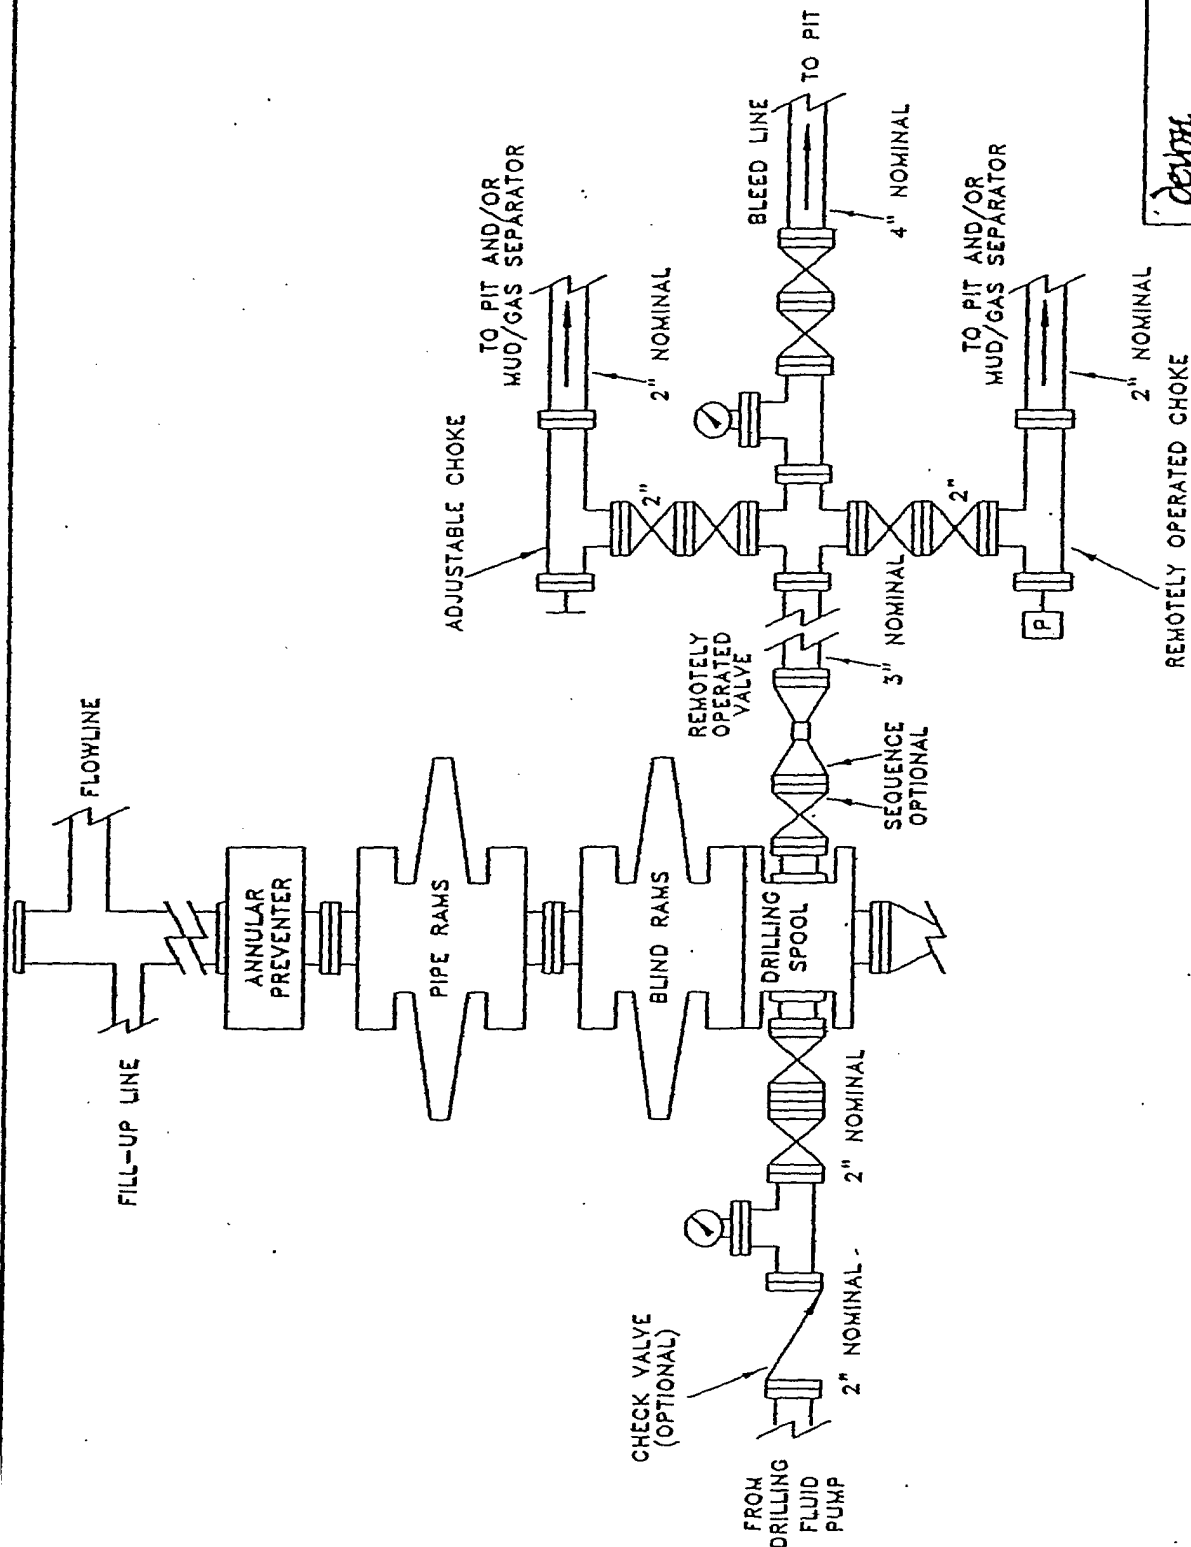 FLOWLINE
FILL-UP LINE
ANNULAR
PREVENTER
PIPE RAMS
BLIND RAMS
DRILLING
SPOOL
ADJUSTABLE CHOKE
TO PIT AND/OR
MUD/GAS SEPARATOR
2" NOMINAL
2"
BLEED LINE
TO PIT
4" NOMINAL
REMOTELY
OPERATED
VALVE
3" NOMINAL
SEQUENCE
OPTIONAL
2"
TO PIT AND/OR
MUD/GAS SEPARATOR
2" NOMINAL
P
REMOTELY OPERATED CHOKE
CHECK VALVE
(OPTIONAL)
2" NOMINAL
2" NOMINAL
FROM
DRILLING
FLUID
PUMP
devon